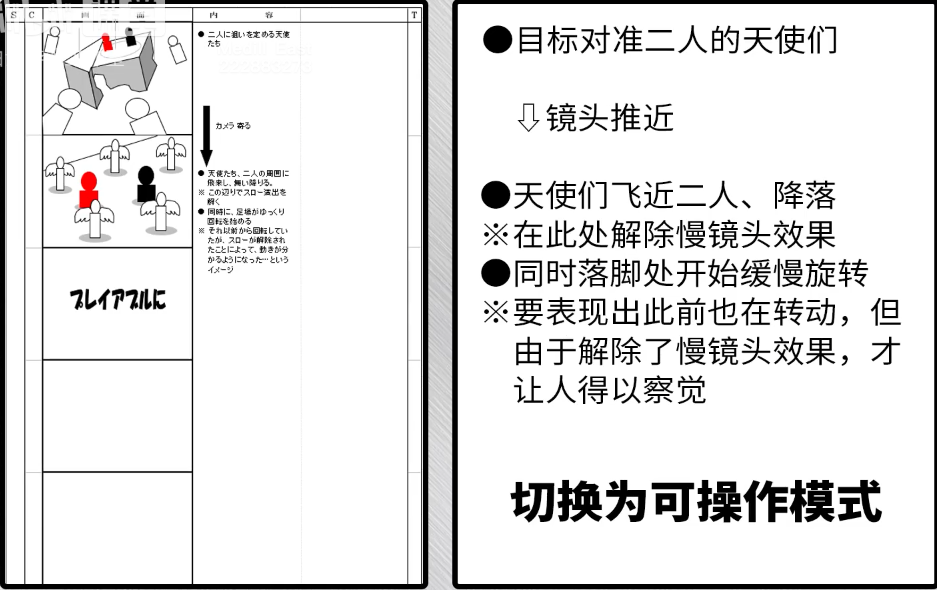 S C 画 面 内 容 T
● 二人に狙いを定める天使
たち
カメラ 寄る
● 天使たち、二人の周囲に
飛来し、舞い降りる。
※ この辺りでスロー演出を
解く
● 同時に、足場がゆっくり
回転を始める
※ それ以前から回転してい
たが、スローが解除され
たことによって、動きが分
かるようになった…という
イメージ
プレイアブルに
●目标对准二人的天使们
⇩镜头推近
●天使们飞近二人、降落
※在此处解除慢镜头效果
●同时落脚处开始缓慢旋转
※要表现出此前也在转动，但
由于解除了慢镜头效果，才
让人得以察觉
切换为可操作模式